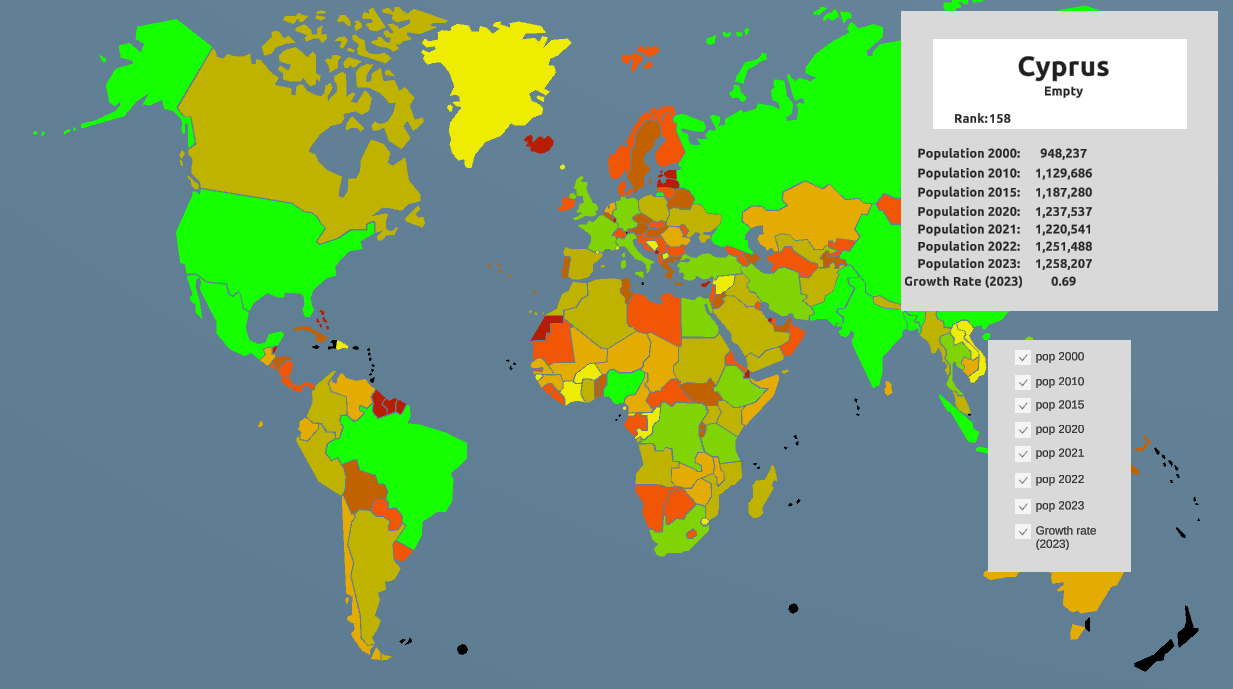 Cyprus
Empty
Rank:158
Population 2000: 948,237
Population 2010: 1,129,686
Population 2015: 1,187,280
Population 2020: 1,237,537
Population 2021: 1,220,541
Population 2022: 1,251,488
Population 2023: 1,258,207
Growth Rate (2023) 0.69
pop 2000
pop 2010
pop 2015
pop 2020
pop 2021
pop 2022
pop 2023
Growth rate
(2023)